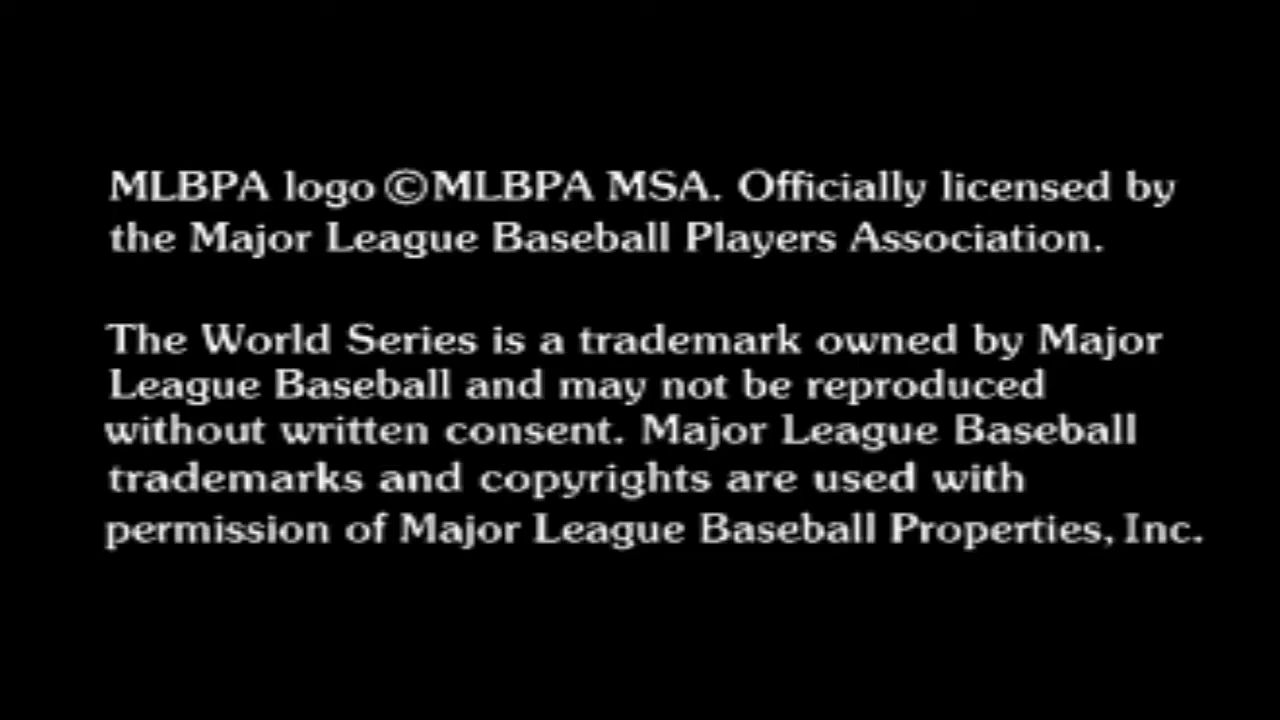 MLBPA logo ©MLBPA MSA. Officially licensed by
the Major League Baseball Players Association.
The World Series is a trademark owned by Major
League Baseball and may not be reproduced
without written consent. Major League Baseball
trademarks and copyrights are used with
permission of Major League Baseball Properties, Inc.